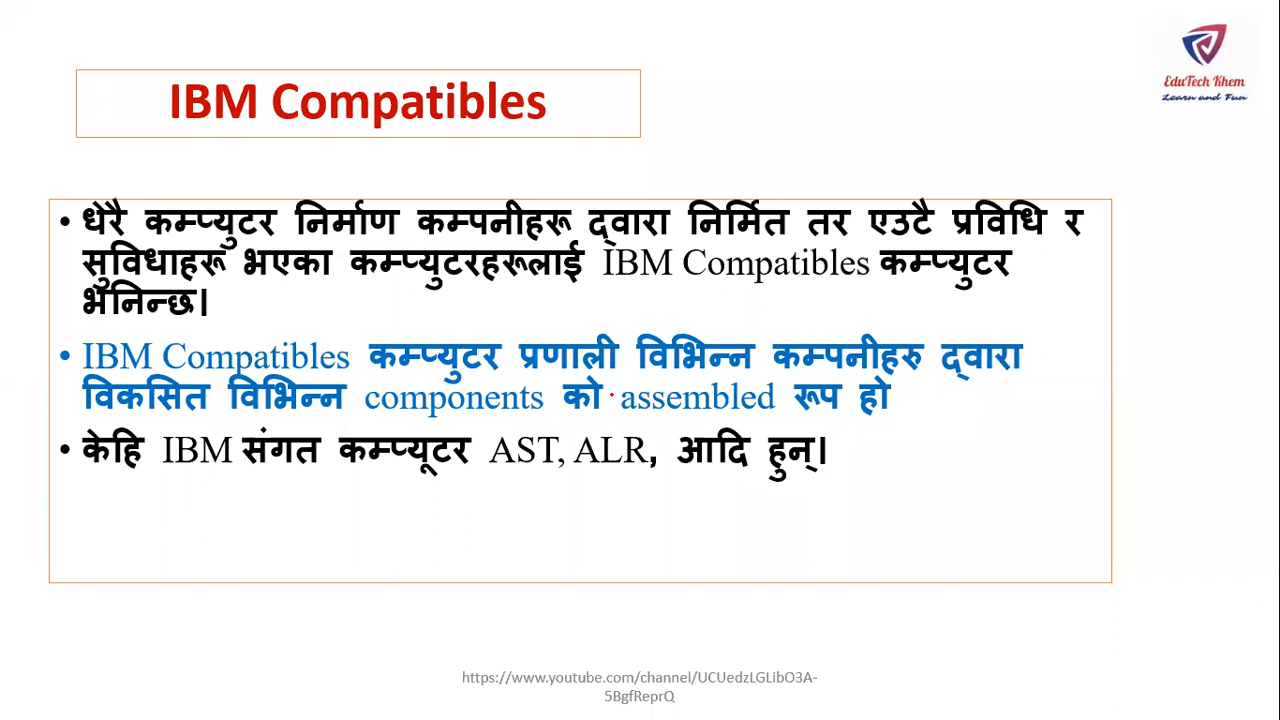 EduTech Khem
Learn and Fun
IBM Compatibles
• धेरै कम्प्युटर निर्माण कम्पनीहरू द्वारा निर्मित तर एउटै प्रविधि र
सुविधाहरू भएका कम्प्युटरहरूलाई IBM Compatibles कम्प्युटर
भनिन्छ।
• IBM Compatibles कम्प्युटर प्रणाली विभिन्न कम्पनीहरु द्वारा
विकसित विभिन्न components को assembled रूप हो
• केहि IBM संगत कम्प्यूटर AST, ALR, आदि हुन्।
https://www.youtube.com/channel/UCUedzLGLibO3A-
5BgfReprQ